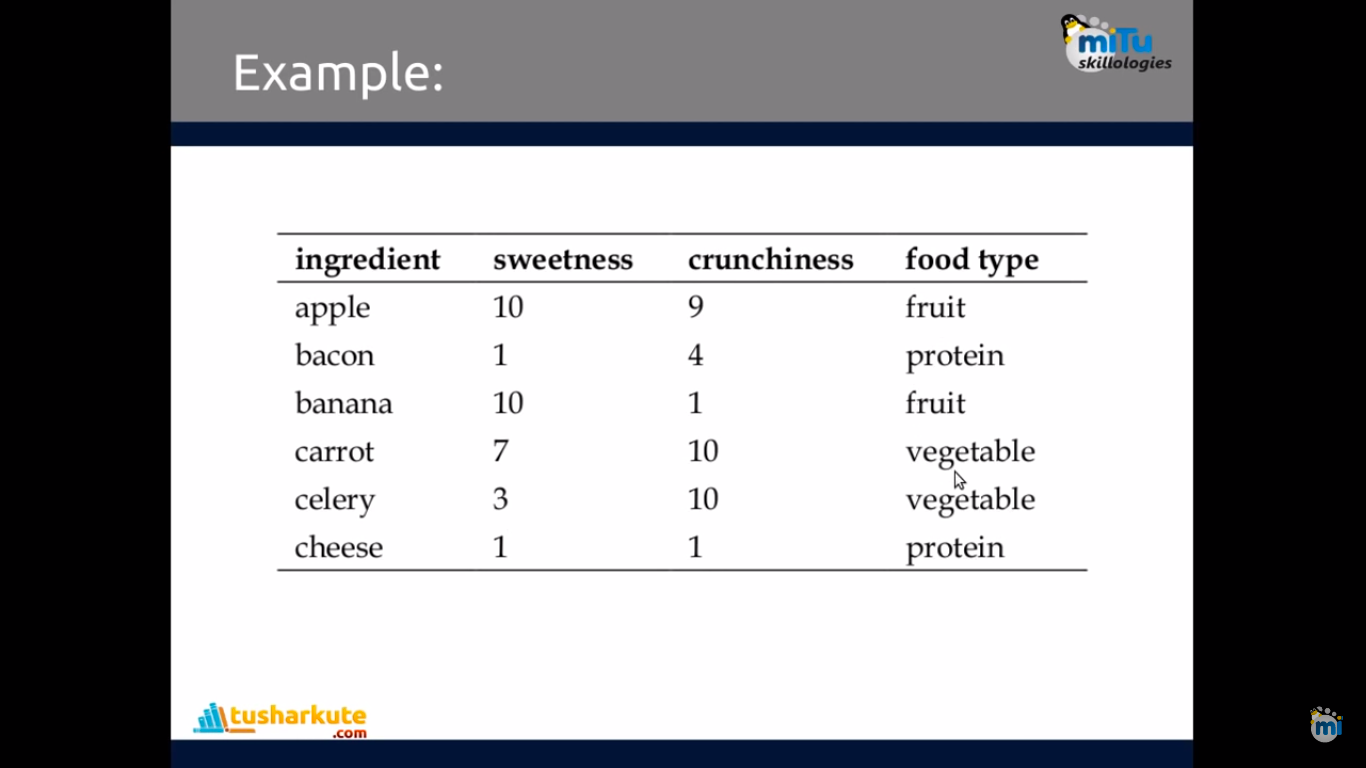 miTu
skillologies
Example:
ingredient sweetness crunchiness food type
apple 10 9 fruit
bacon 1 4 protein
banana 10 1 fruit
carrot 7 10 vegetable
celery 3 10 vegetable
cheese 1 1 protein
tusharkute
.com
mi